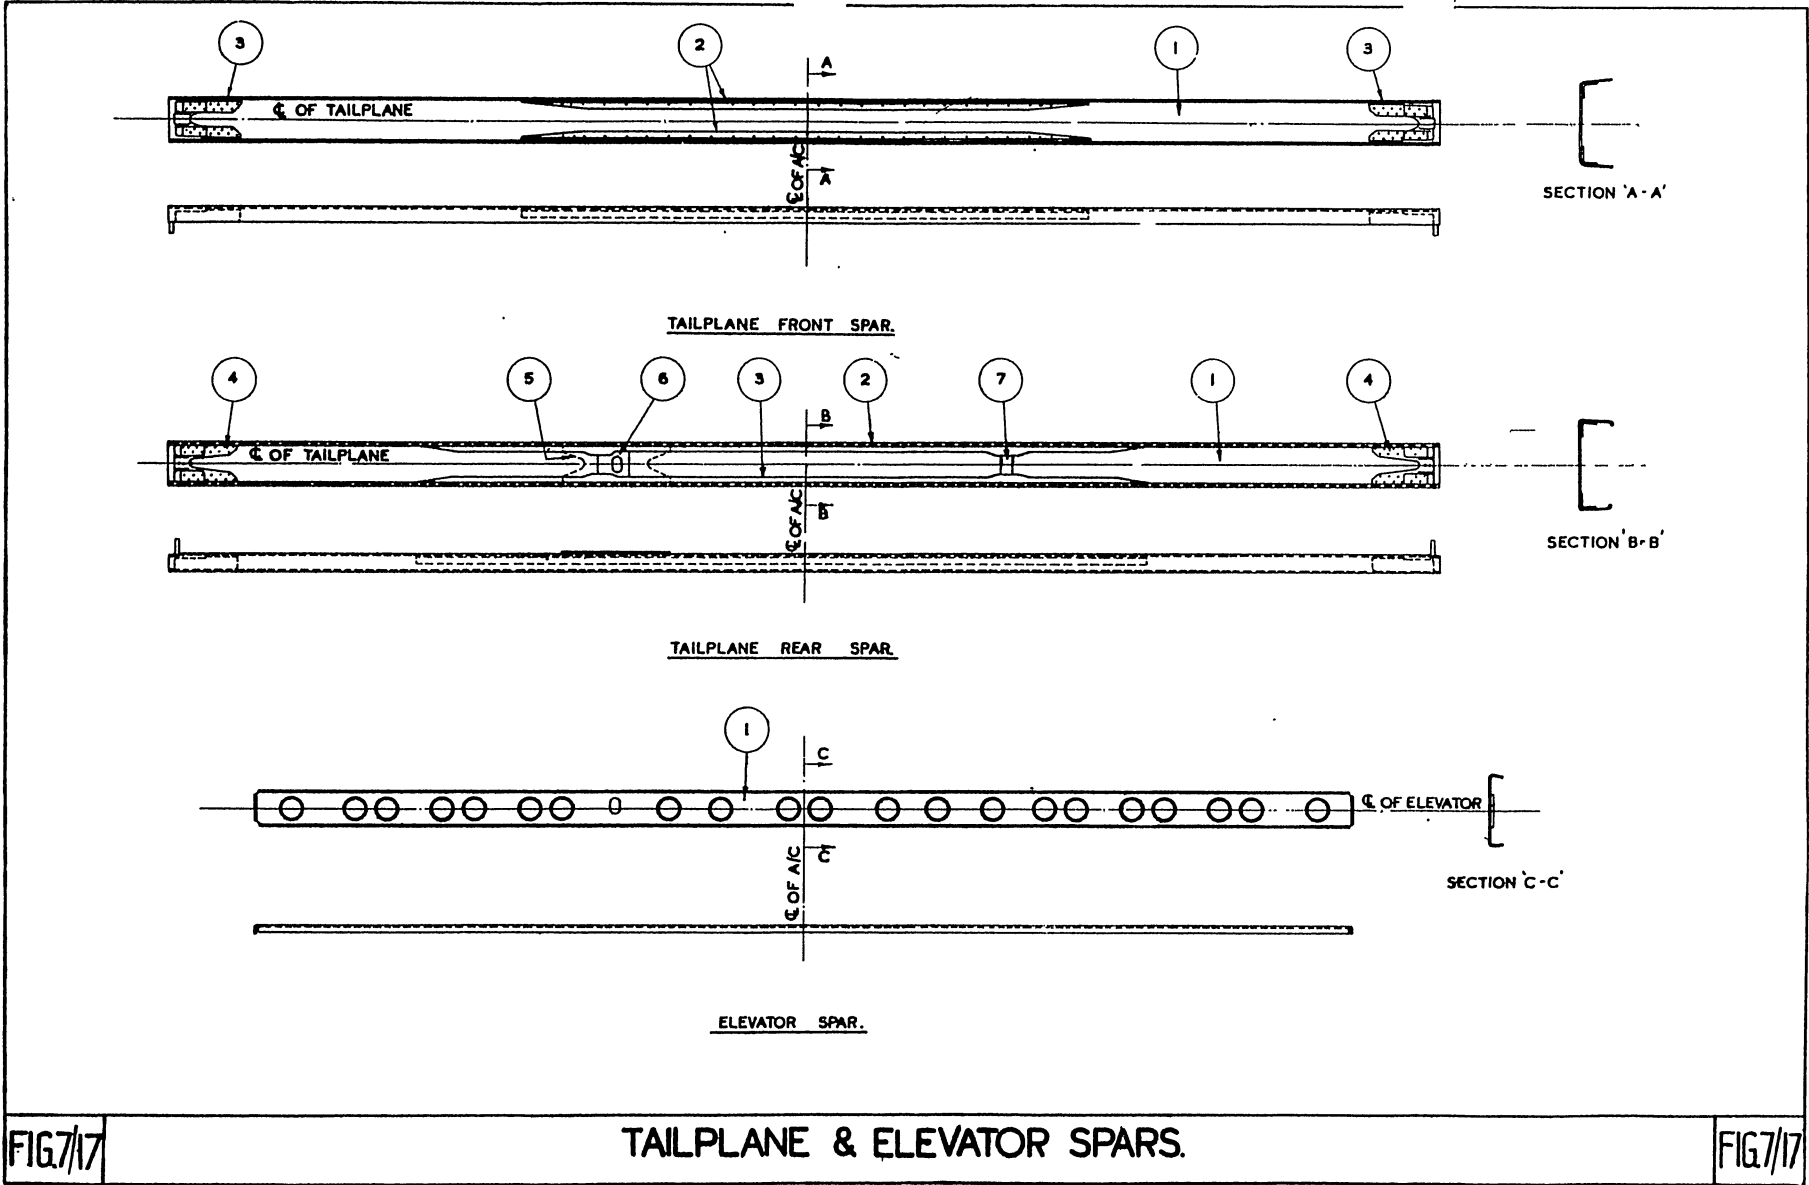 3 2 A 1 3
℄ OF TAILPLANE
℄ OF A/C
A
SECTION 'A-A'
TAILPLANE FRONT SPAR.
4 5 6 3 2 7 1 4
B
℄ OF TAILPLANE
℄ OF A/C
B
SECTION 'B-B'
TAILPLANE REAR SPAR.
1
C
℄ OF ELEVATOR
℄ OF A/C
C
SECTION 'C-C'
ELEVATOR SPAR.
FIG.7/17 TAILPLANE & ELEVATOR SPARS. FIG.7/17